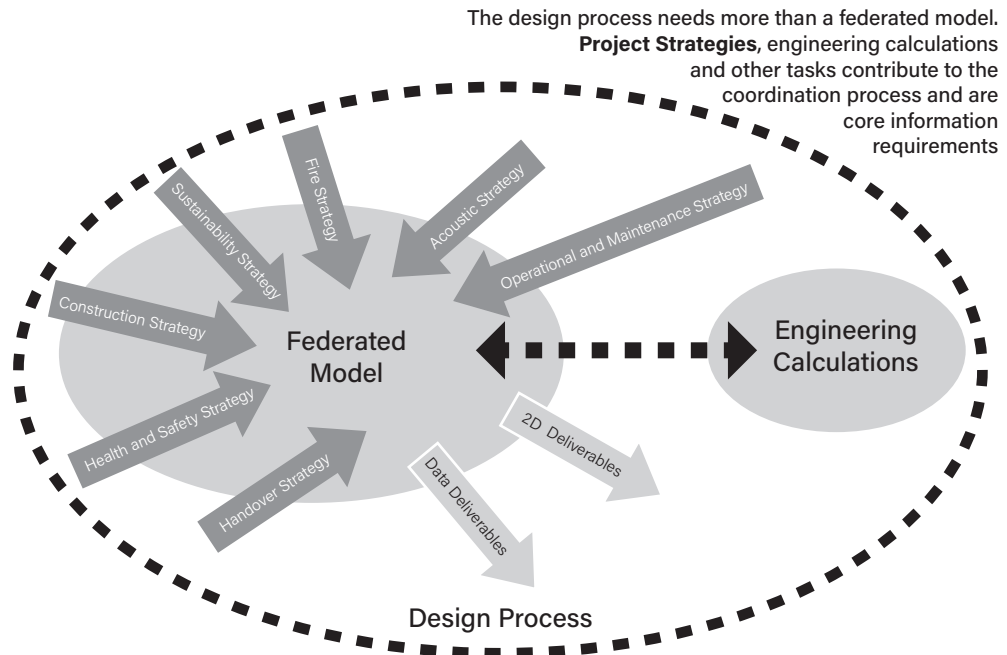 The design process needs more than a federated model.
Project Strategies, engineering calculations
and other tasks contribute to the
coordination process and are
core information
requirements
Fire Strategy
Sustainability Strategy
Acoustic Strategy
Operational and Maintenance Strategy
Construction Strategy
Federated
Model
Engineering
Calculations
Health and Safety Strategy
Handover Strategy
2D Deliverables
Data Deliverables
Design Process